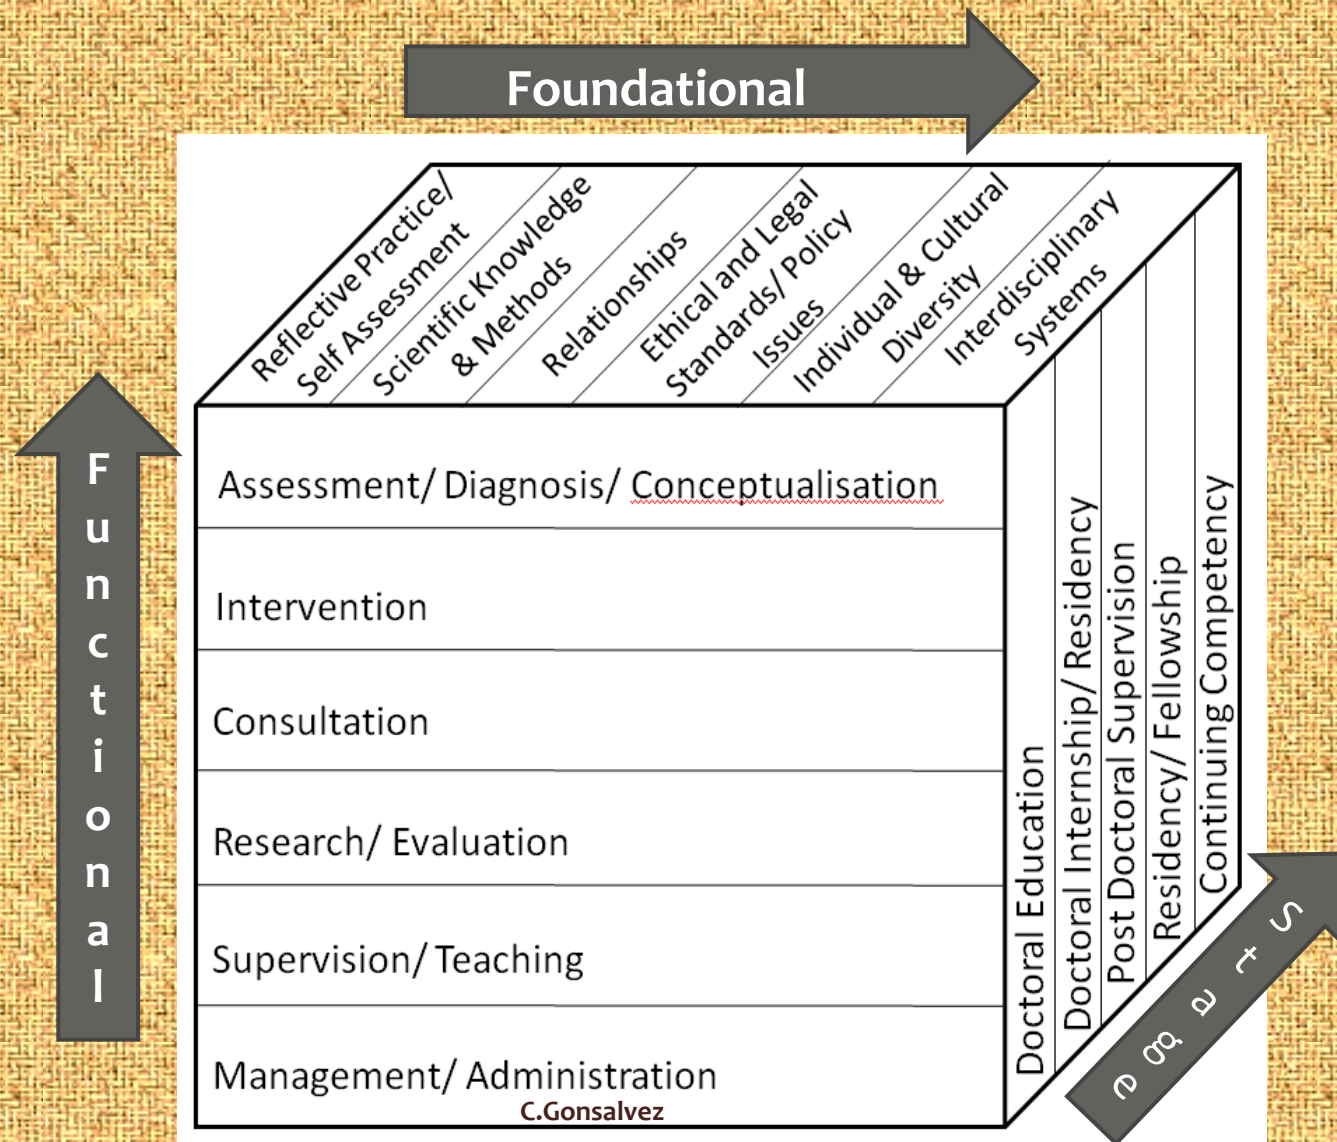 Foundational
Reflective Practice/
Self Assessment
Scientific Knowledge
& Methods
Relationships
Ethical and Legal
Standards/ Policy
Issues
Individual & Cultural
Diversity
Interdisciplinary
Systems
Functional
Assessment/ Diagnosis/ Conceptualisation
Intervention
Consultation
Research/ Evaluation
Supervision/ Teaching
Management/ Administration
C.Gonsalvez
Doctoral Education
Doctoral Internship/ Residency
Post Doctoral Supervision
Residency/ Fellowship
Continuing Competency
Stage